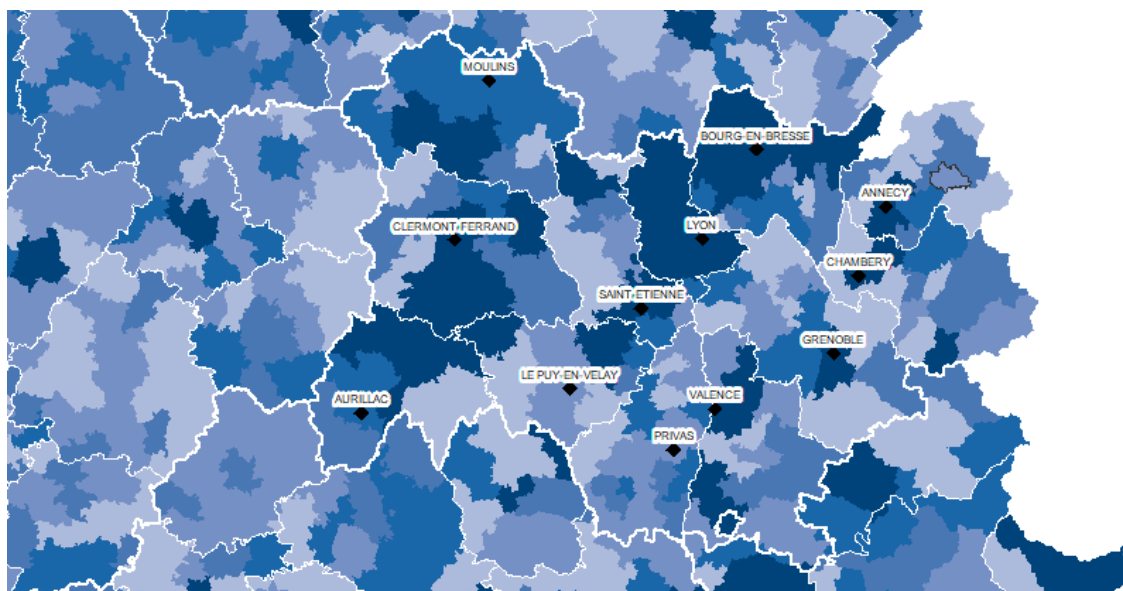 MOULINS
BOURG-EN-BRESSE
ANNECY
CLERMONT-FERRAND
LYON
CHAMBERY
SAINT-ETIENNE
GRENOBLE
LE PUY-EN-VELAY
AURILLAC
VALENCE
PRIVAS